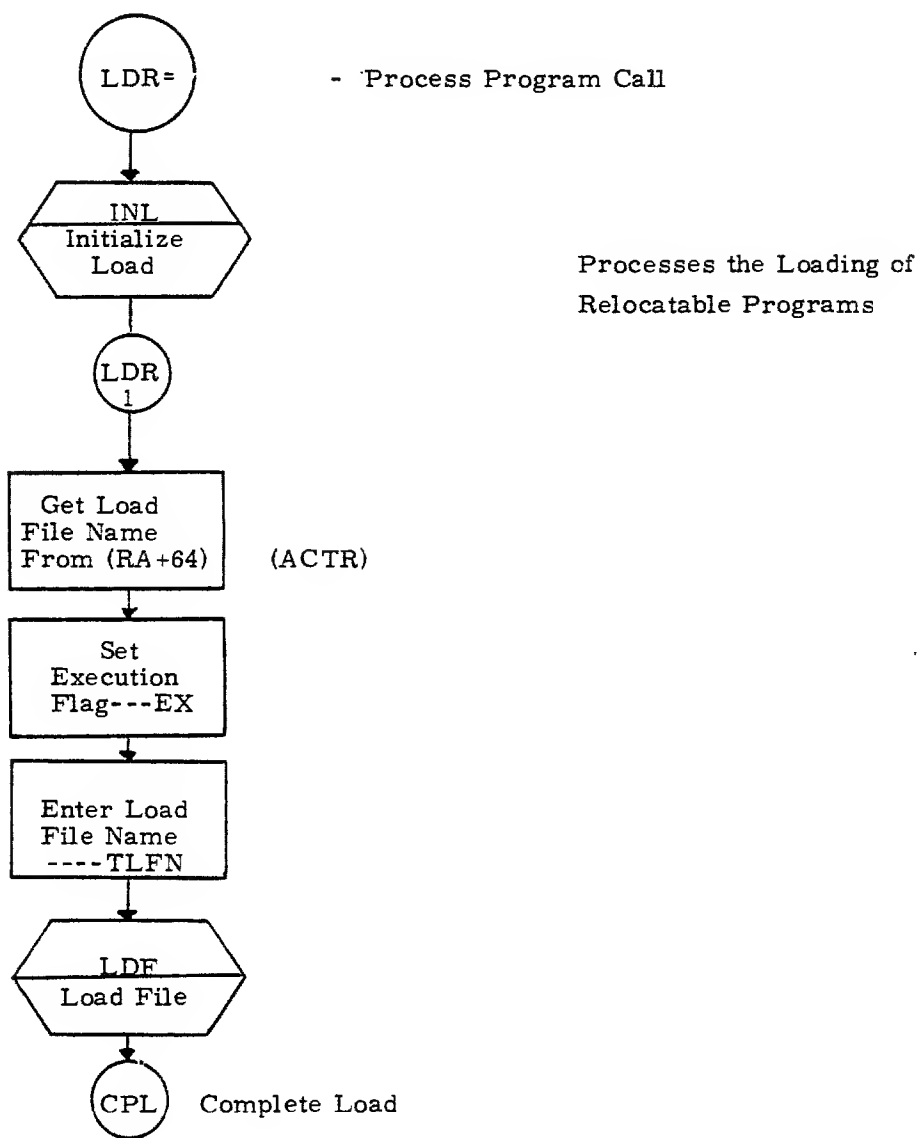 LDR= - Process Program Call
INL
Initialize
Load
Processes the Loading of
Relocatable Programs
LDR
1
Get Load
File Name
From (RA+64) (ACTR)
Set
Execution
Flag---EX
Enter Load
File Name
----TLFN
LDF
Load File
CPL Complete Load